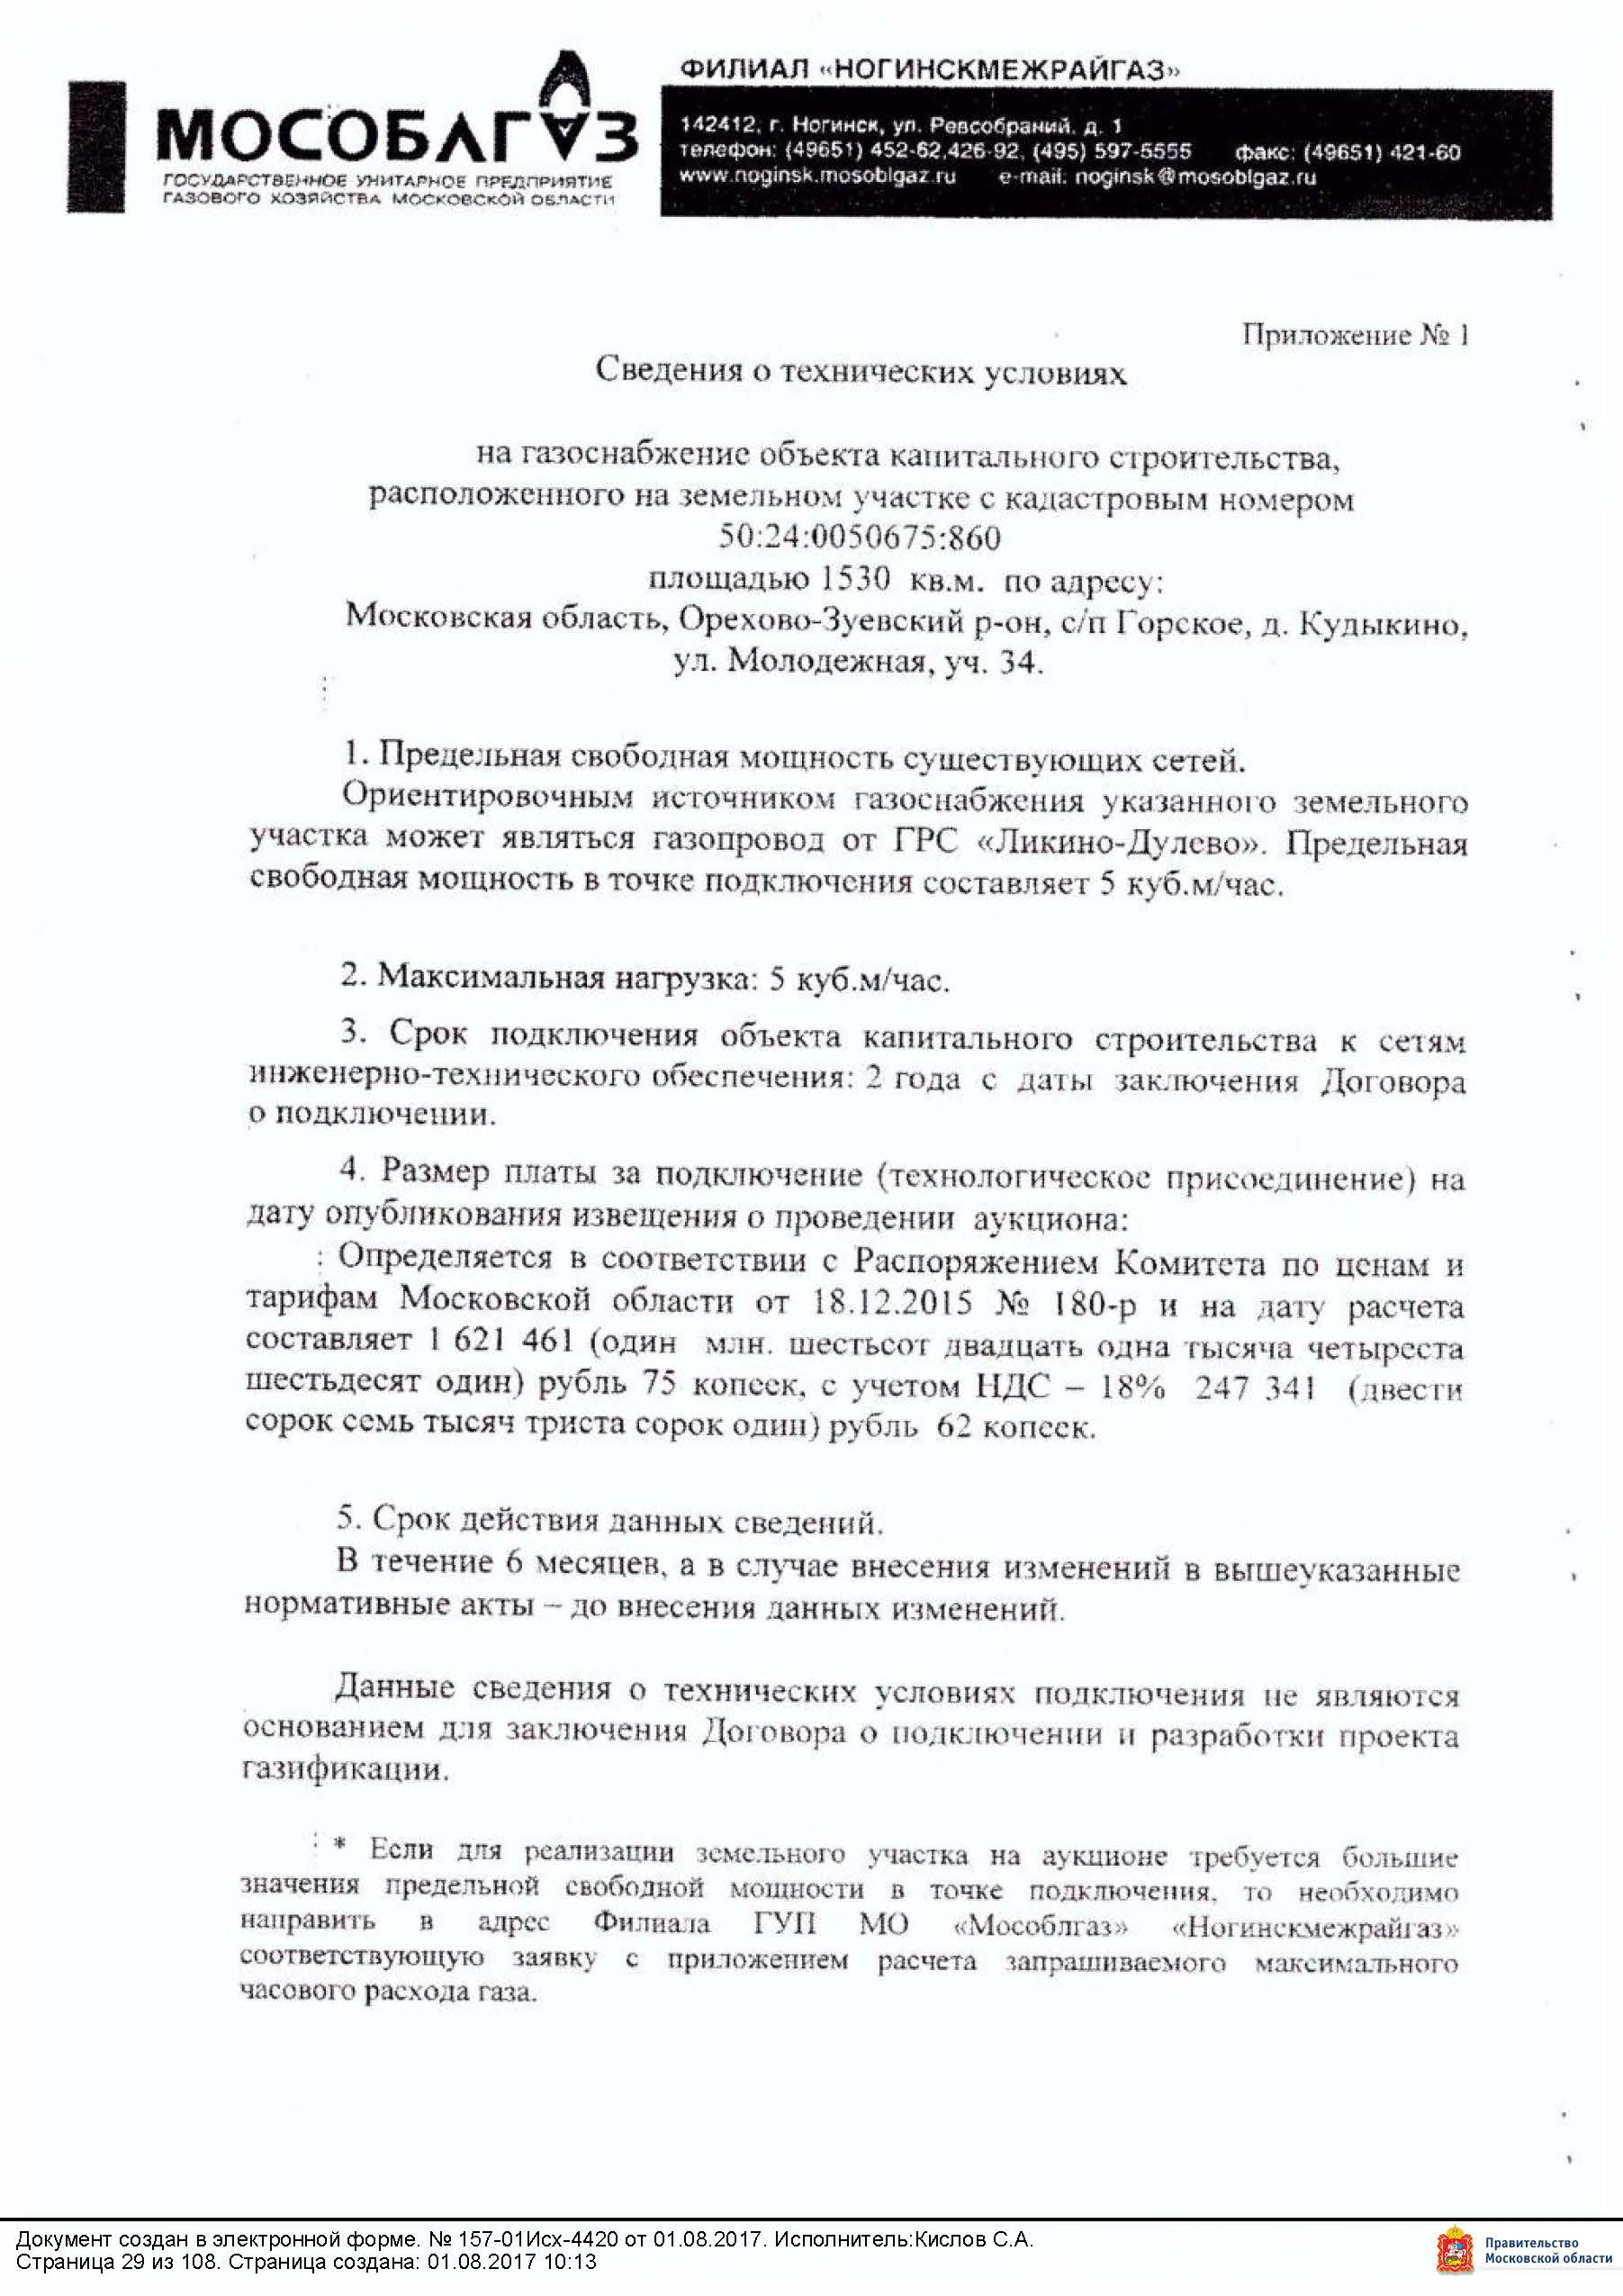 ФИЛИАЛ «НОГИНСКМЕЖРАЙГАЗ»
МОСОБЛГАЗ
ГОСУДАРСТВЕННОЕ УНИТАРНОЕ ПРЕДПРИЯТИЕ
ГАЗОВОГО ХОЗЯЙСТВА МОСКОВСКОЙ ОБЛАСТИ
142412, г. Ногинск, ул. Ревсобраний, д. 1
телефон: (49651) 452-62,426-92, (495) 597-5555 факс: (49651) 421-60
www.noginsk.mosoblgaz.ru e-mail: noginsk@mosoblgaz.ru
Приложение № 1
Сведения о технических условиях
на газоснабжение объекта капитального строительства,
расположенного на земельном участке с кадастровым номером
50:24:0050675:860
площадью 1530 кв.м. по адресу:
Московская область, Орехово-Зуевский р-он, с/п Горское, д. Кудыкино,
ул. Молодежная, уч. 34.
1. Предельная свободная мощность существующих сетей.
Ориентировочным источником газоснабжения указанного земельного
участка может являться газопровод от ГРС «Ликино-Дулево». Предельная
свободная мощность в точке подключения составляет 5 куб.м/час.
2. Максимальная нагрузка: 5 куб.м/час.
3. Срок подключения объекта капитального строительства к сетям
инженерно-технического обеспечения: 2 года с даты заключения Договора
о подключении.
4. Размер платы за подключение (технологическое присоединение) на
дату опубликования извещения о проведении аукциона:
Определяется в соответствии с Распоряжением Комитета по ценам и
тарифам Московской области от 18.12.2015 № 180-р и на дату расчета
составляет 1 621 461 (один млн. шестьсот двадцать одна тысяча четыреста
шестьдесят один) рубль 75 копеек, с учетом НДС – 18% 247 341 (двести
сорок семь тысяч триста сорок один) рубль 62 копеек.
5. Срок действия данных сведений.
В течение 6 месяцев, а в случае внесения изменений в вышеуказанные
нормативные акты – до внесения данных изменений.
Данные сведения о технических условиях подключения не являются
основанием для заключения Договора о подключении и разработки проекта
газификации.
* Если для реализации земельного участка на аукционе требуется большие
значения предельной свободной мощности в точке подключения, то необходимо
направить в адрес Филиала ГУП МО «Мособлгаз» «Ногинскмежрайгаз»
соответствующую заявку с приложением расчета запрашиваемого максимального
часового расхода газа.
Документ создан в электронной форме. № 157-01Исх-4420 от 01.08.2017. Исполнитель:Кислов С.А.
Страница 29 из 108. Страница создана: 01.08.2017 10:13
Правительство
Московской области